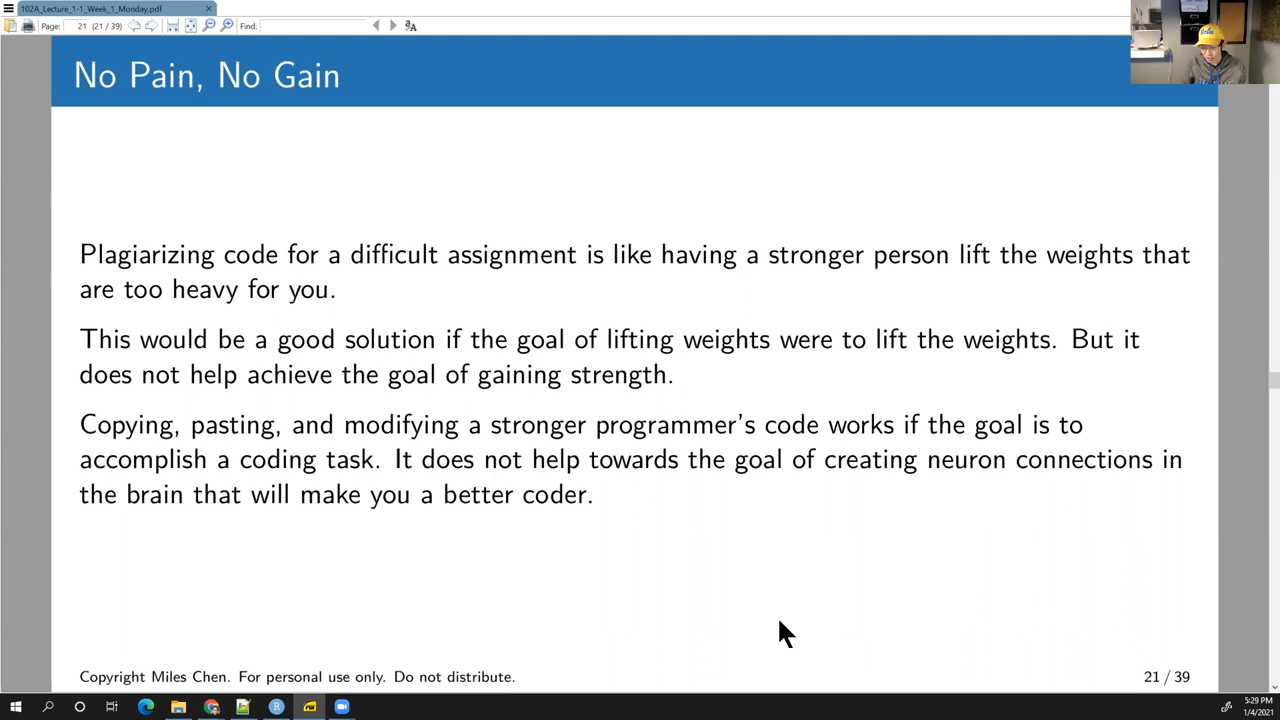 102A_Lecture_1-1_Week_1_Monday.pdf
Page: 21 (21 / 39) Find:
No Pain, No Gain
Plagiarizing code for a difficult assignment is like having a stronger person lift the weights that
are too heavy for you.
This would be a good solution if the goal of lifting weights were to lift the weights. But it
does not help achieve the goal of gaining strength.
Copying, pasting, and modifying a stronger programmer's code works if the goal is to
accomplish a coding task. It does not help towards the goal of creating neuron connections in
the brain that will make you a better coder.
Copyright Miles Chen. For personal use only. Do not distribute. 21 / 39
5:29 PM
1/4/2021